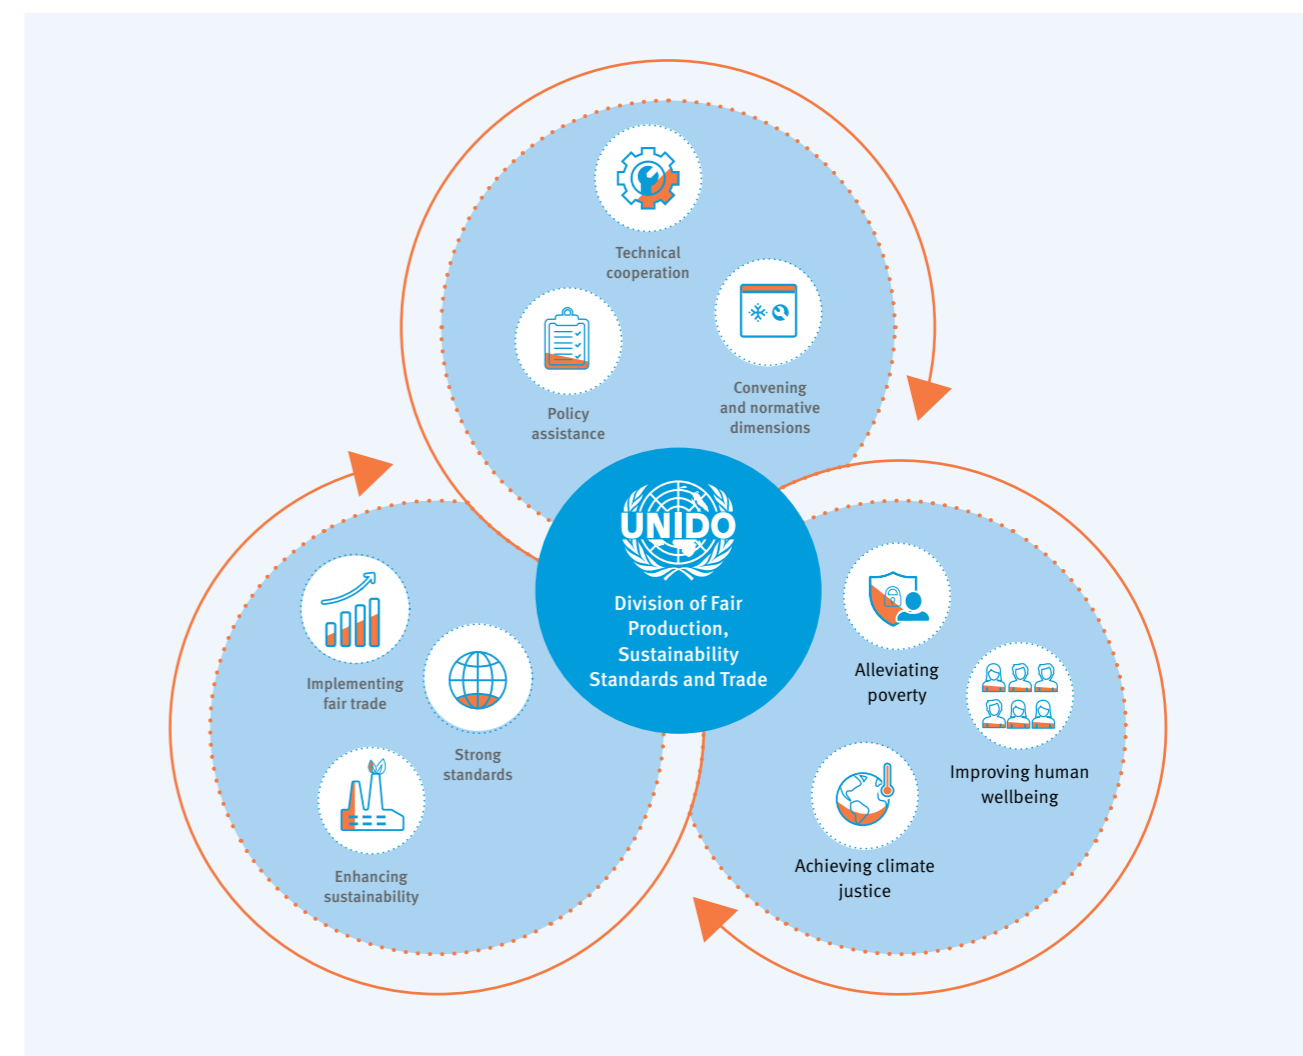 Technical
cooperation
Policy
assistance
Convening
and normative
dimensions
UNIDO
Division of Fair
Production,
Sustainability
Standards and Trade
Implementing
fair trade
Strong
standards
Enhancing
sustainability
Alleviating
poverty
Improving human
wellbeing
Achieving climate
justice